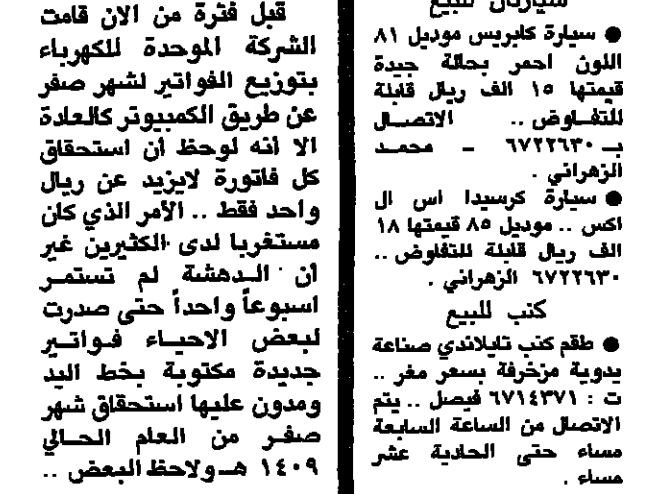 قبل فترة من الان قامت
الشركة الموحدة للكهرباء
بتوزيع الفواتير لشهر صفر
عن طريق الكمبيوتر كالعادة
الا أنه لوحظ أن استحقاق
كل فاتورة لايزيد عن ريال
واحد فقط .. الأمر الذي كان
مستغربا لدى الكثيرين غير
أن الدهشة لم تستمر
اسبوعاً واحداً حتى صدرت
لبعض الاحياء فواتير
جديدة مكتوبة بخط اليد
ومدون عليها استحقاق شهر
صفر من العام الحالي
١٤٠٩ هـ ولاحظ البعض ..
سيارتان للبيع
● سيارة كابريس موديل ٨١
اللون احمر بحالة جيدة
قيمتها ١٥ الف ريال قابلة
للتفاوض .. الاتصال
بـ ٦٧٢٢٦٣٠ ـ محمد
الزهراني .
● سيارة كرسيدا اس ال
اكس .. موديل ٨٥ قيمتها ١٨
الف ريال قابلة للتفاوض ..
٦٧٢٢٦٣٠ الزهراني .
كنب للبيع
● طقم كنب تايلاندي صناعة
يدوية مزخرفة بسعر مغر ..
ت : ٦٧١٤٣٧١ فيصل .. يتم
الاتصال من الساعة السابعة
مساء حتى الحادية عشر
مساء .